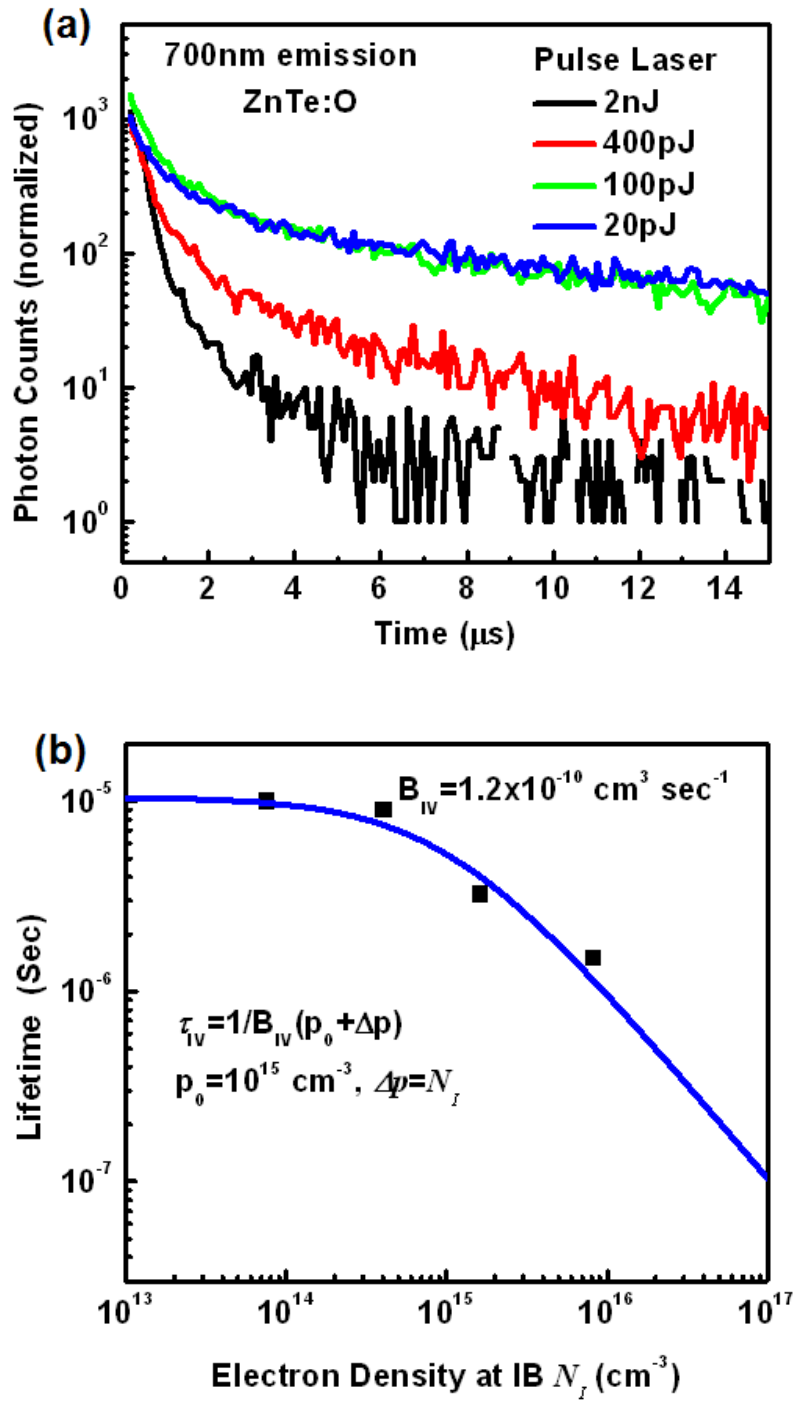 (a)
700nm emission
ZnTe:O
Pulse Laser
2nJ
400pJ
100pJ
20pJ
Photon Counts (normalized)
10³
10²
10¹
10⁰
0 2 4 6 8 10 12 14
Time (μs)
(b)
B_IV=1.2x10⁻¹⁰ cm³ sec⁻¹
τ_IV=1/B_IV(p₀+Δp)
p₀=10¹⁵ cm⁻³, Δp=N_I
Lifetime (Sec)
10⁻⁵
10⁻⁶
10⁻⁷
10¹³ 10¹⁴ 10¹⁵ 10¹⁶ 10¹⁷
Electron Density at IB N_I (cm⁻³)